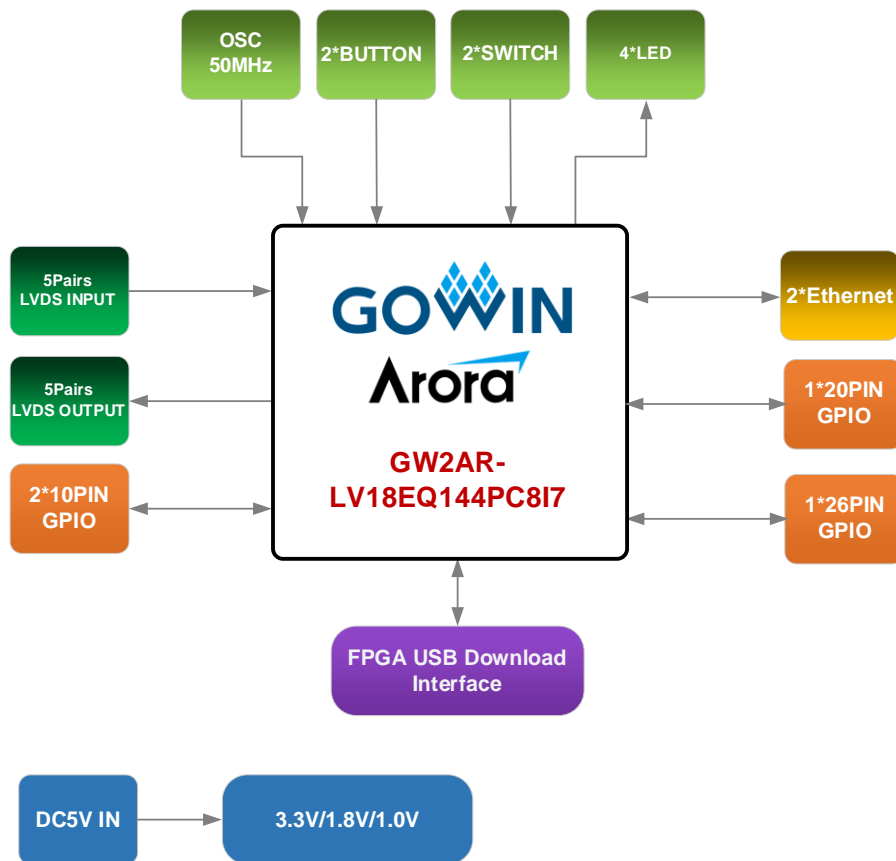 OSC
50MHz
2*BUTTON
2*SWITCH
4*LED
5Pairs
LVDS INPUT
GOWIN
Arora
2*Ethernet
5Pairs
LVDS OUTPUT
1*20PIN
GPIO
GW2AR-
LV18EQ144PC8I7
2*10PIN
GPIO
1*26PIN
GPIO
FPGA USB Download
Interface
DC5V IN
3.3V/1.8V/1.0V